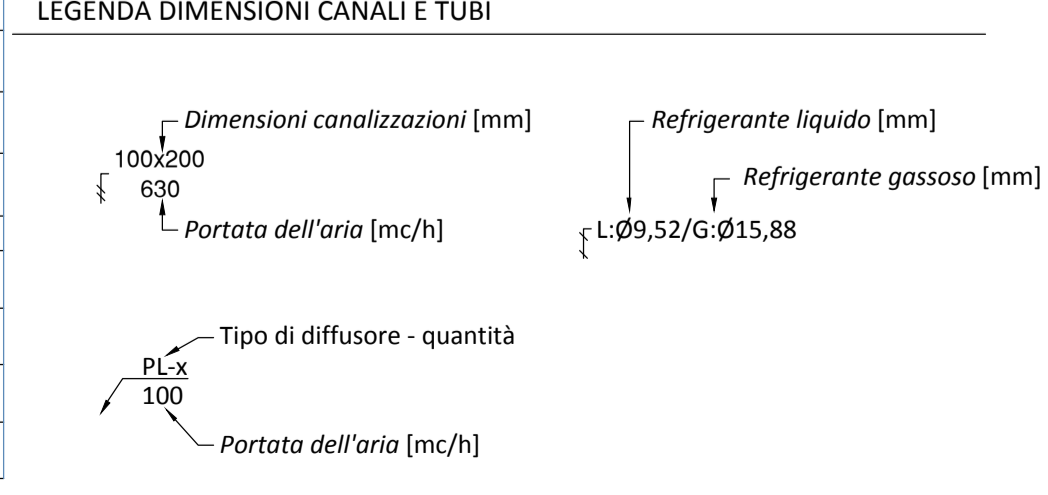 LEGENDA DIMENSIONI CANALI E TUBI
Dimensioni canalizzazioni [mm]
100x200
630
Portata dell'aria [mc/h]
Refrigerante liquido [mm]
Refrigerante gassoso [mm]
L:Ø9,52/G:Ø15,88
Tipo di diffusore - quantità
PL-x
100
Portata dell'aria [mc/h]